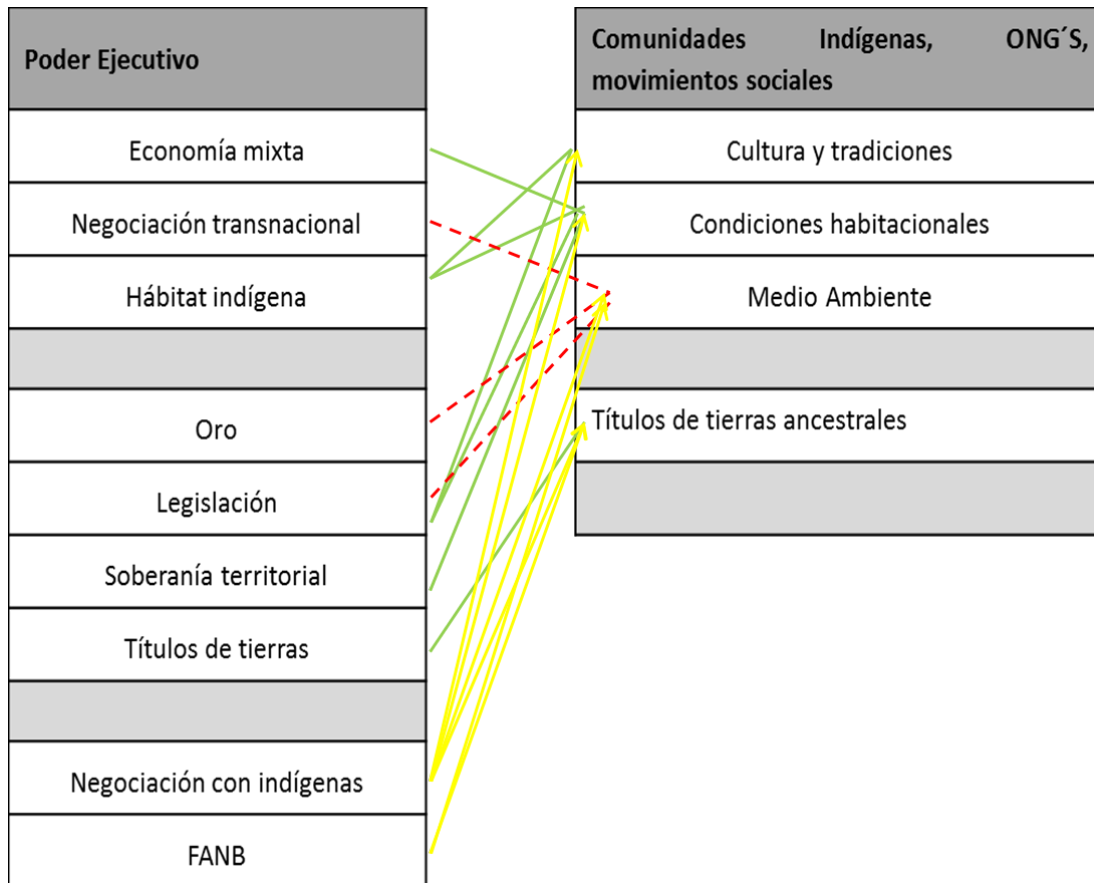 Poder Ejecutivo
Economía mixta
Negociación transnacional
Hábitat indígena
Oro
Legislación
Soberanía territorial
Títulos de tierras
Negociación con indígenas
FANB
Comunidades Indígenas, ONG´S,
movimientos sociales
Cultura y tradiciones
Condiciones habitacionales
Medio Ambiente
Títulos de tierras ancestrales